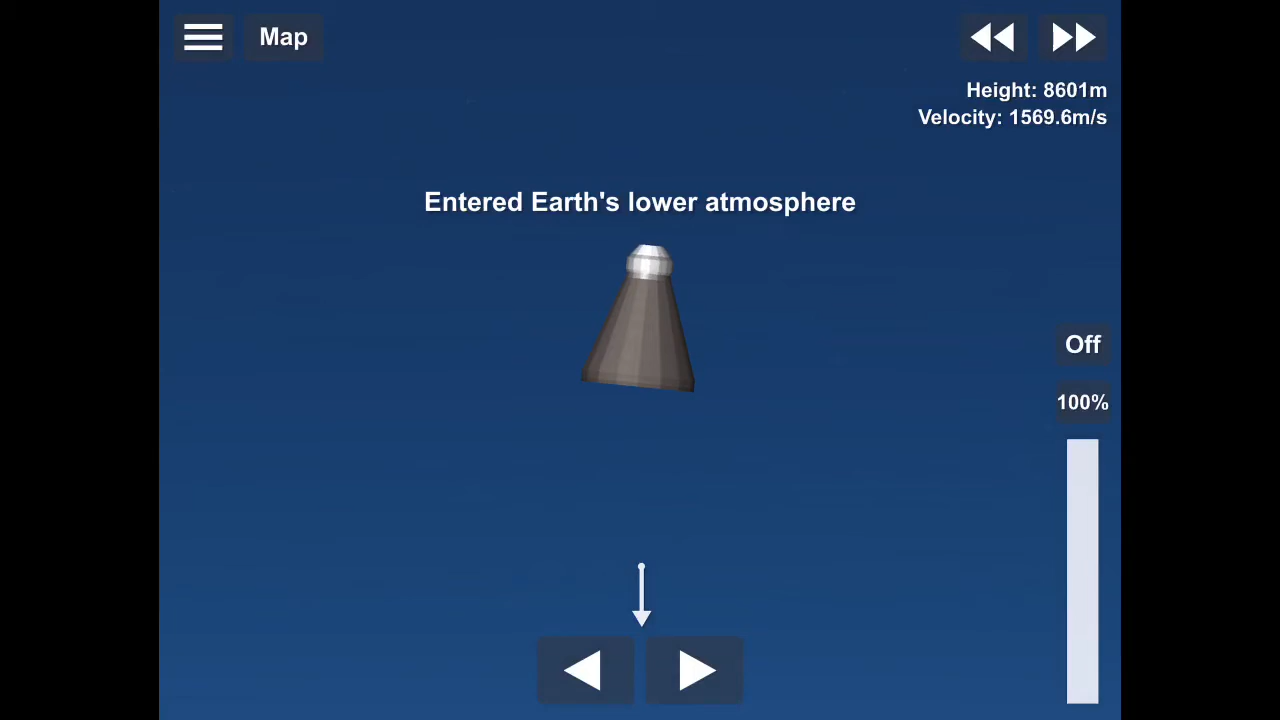 Map
Height: 8601m
Velocity: 1569.6m/s
Entered Earth's lower atmosphere
Off
100%